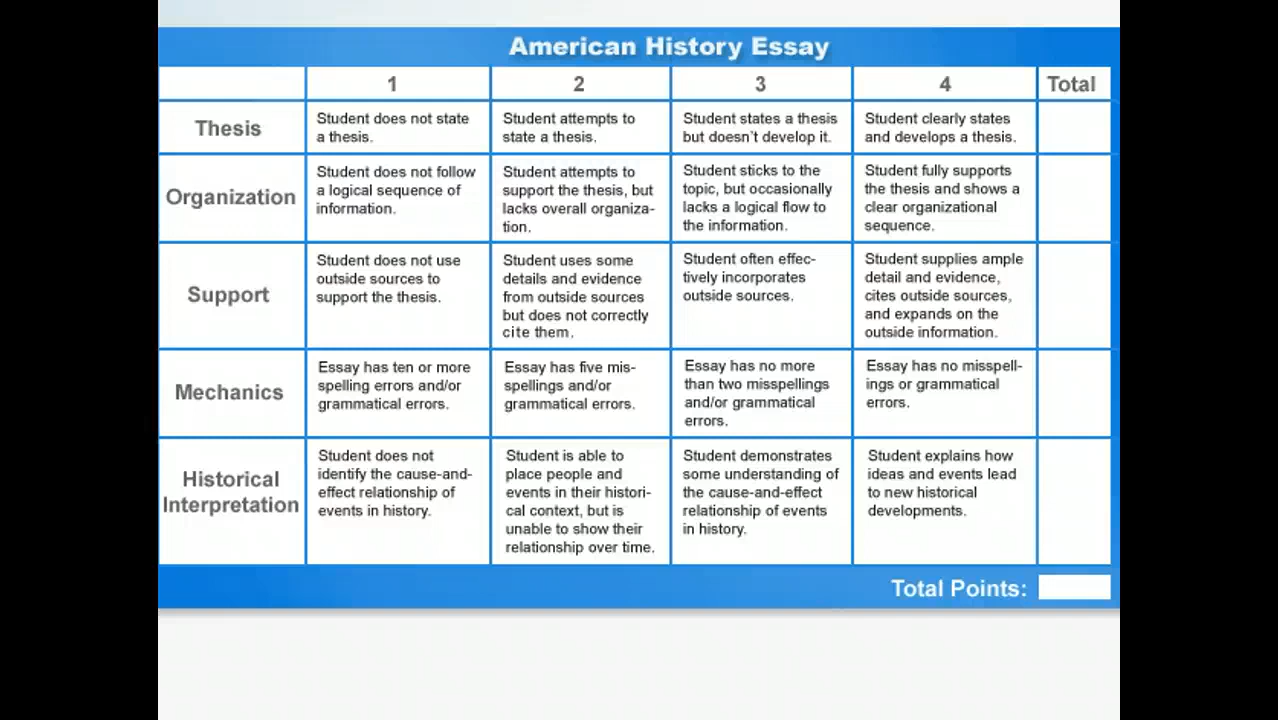 American History Essay
1 2 3 4 Total
Thesis
Student does not state
a thesis.
Student attempts to
state a thesis.
Student states a thesis
but doesn't develop it.
Student clearly states
and develops a thesis.
Organization
Student does not follow
a logical sequence of
information.
Student attempts to
support the thesis, but
lacks overall organiza-
tion.
Student sticks to the
topic, but occasionally
lacks a logical flow to
the information.
Student fully supports
the thesis and shows a
clear organizational
sequence.
Support
Student does not use
outside sources to
support the thesis.
Student uses some
details and evidence
from outside sources
but does not correctly
cite them.
Student often effec-
tively incorporates
outside sources.
Student supplies ample
detail and evidence,
cites outside sources,
and expands on the
outside information.
Mechanics
Essay has ten or more
spelling errors and/or
grammatical errors.
Essay has five mis-
spellings and/or
grammatical errors.
Essay has no more
than two misspellings
and/or grammatical
errors.
Essay has no misspell-
ings or grammatical
errors.
Historical
Interpretation
Student does not
identify the cause-and-
effect relationship of
events in history.
Student is able to
place people and
events in their histori-
cal context, but is
unable to show their
relationship over time.
Student demonstrates
some understanding of
the cause-and-effect
relationship of events
in history.
Student explains how
ideas and events lead
to new historical
developments.
Total Points: